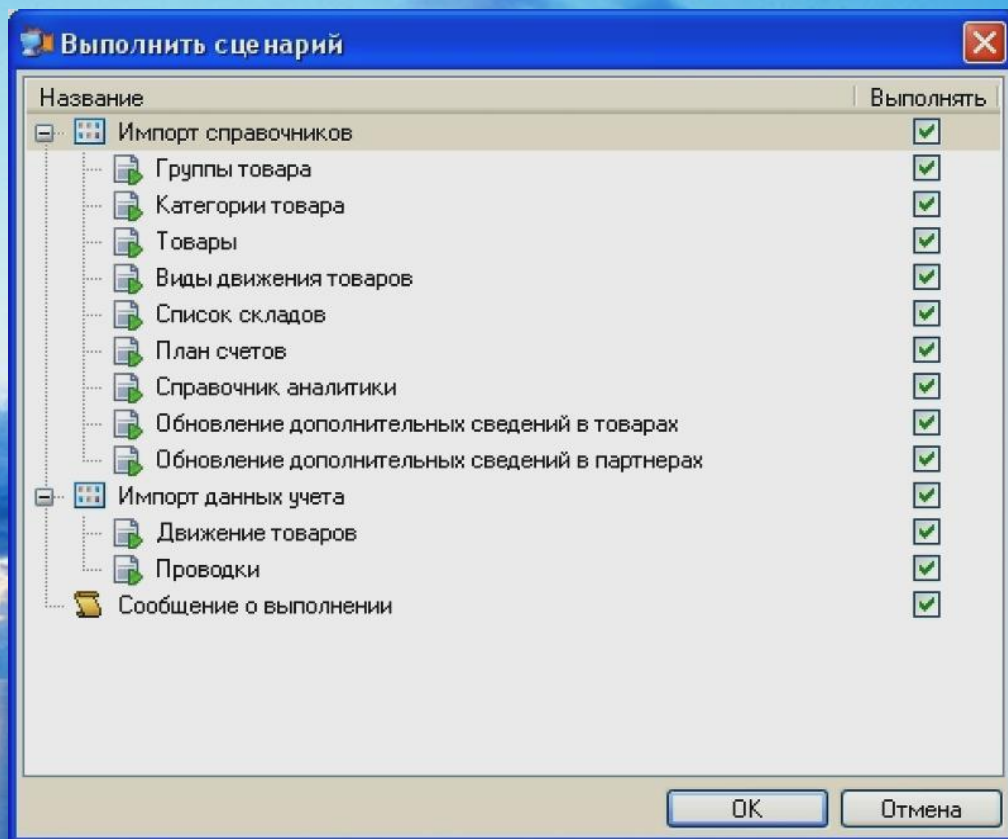 Выполнить сценарий
Название Выполнять
Импорт справочников
Группы товара
Категории товара
Товары
Виды движения товаров
Список складов
План счетов
Справочник аналитики
Обновление дополнительных сведений в товарах
Обновление дополнительных сведений в партнерах
Импорт данных учета
Движение товаров
Проводки
Сообщение о выполнении
OK Отмена